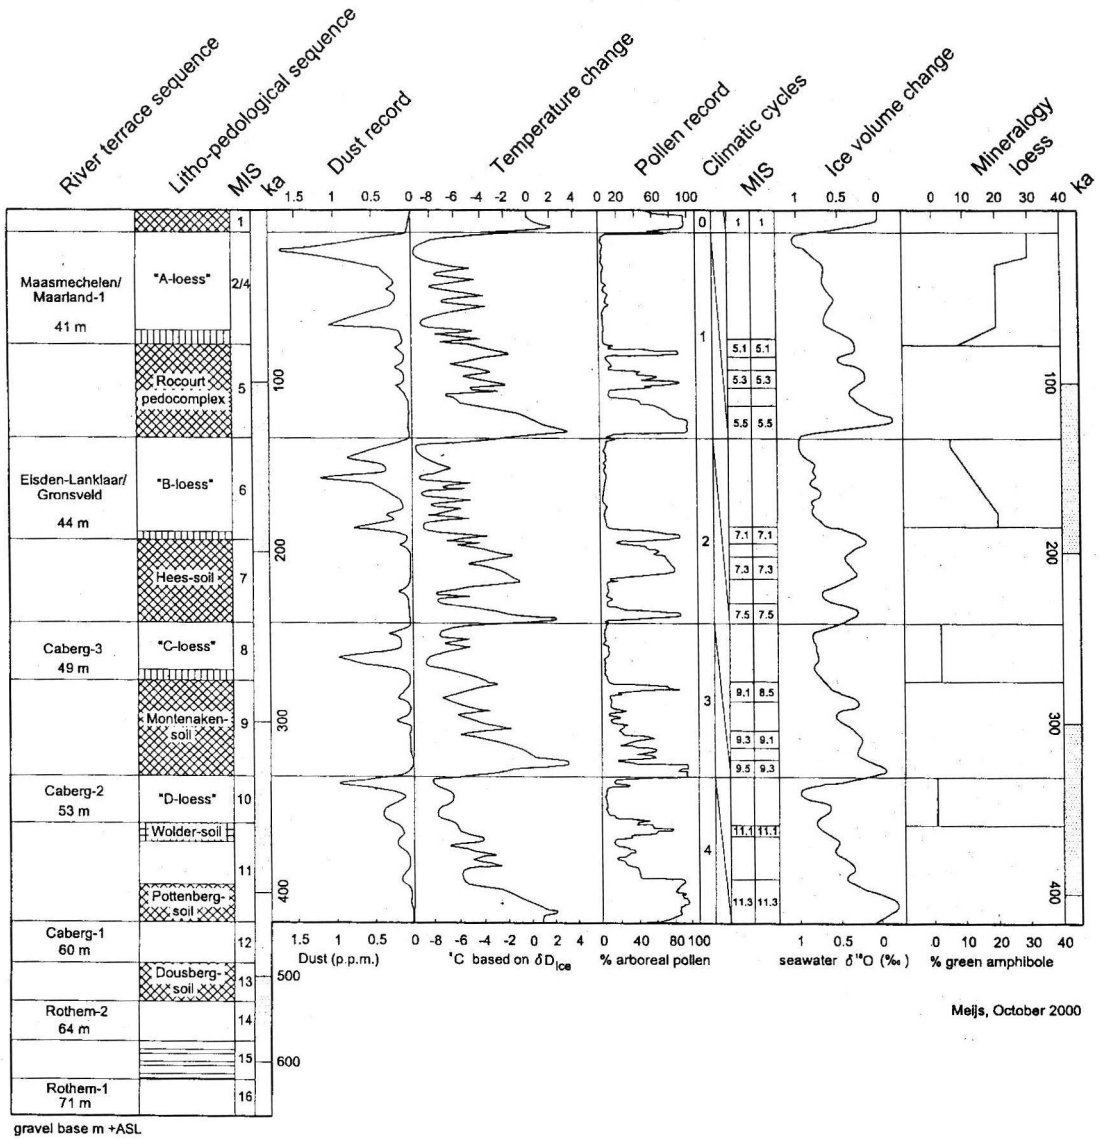 River terrace sequence
Litho-pedological sequence
MIS
ka
Dust record
Temperature change
Pollen record
Climatic cycles
MIS
Ice volume change
Mineralogy
loess
ka
1.5 1 0.5 0 -8 -6 -4 -2 0 2 4 0 20 60 100 1 0.5 0 0 10 20 30 40
1 0 1 1
Maasmechelen/
Maarland-1
41 m
"A-loess"
2/4
1
5.1 5.1
Rocourt
pedocomplex
5
100
5.3 5.3
100
5.5 5.5
Eisden-Lanklaar/
Gronsveld
44 m
"B-loess"
6
2
7.1 7.1
200
200
Hees-soil
7
7.3 7.3
7.5 7.5
Caberg-3
49 m
"C-loess"
8
3
9.1 8.5
Montenaken-
soil
9
300
9.3 9.1
300
9.5 9.3
Caberg-2
53 m
"D-loess"
10
Wolder-soil
11.1 11.1
4
11
Pottenberg-
soil
400
11.3 11.3
400
Caberg-1
60 m
12
1.5 1 0.5 0 -8 -6 -4 -2 0 2 4 0 20 40 60 80 100 1 0.5 0 .0 10 20 30 40
Dust (p.p.m.)
°C based on δD ice
% arboreal pollen
seawater δ¹⁸O (‰)
% green amphibole
Dousberg-
soil
13
500
Rothem-2
64 m
14
Meijs, October 2000
15
600
Rothem-1
71 m
16
gravel base m +ASL